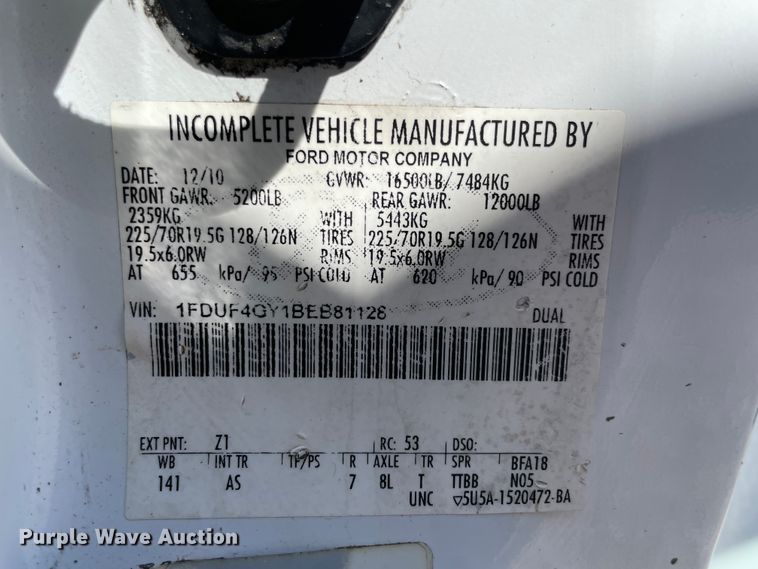 INCOMPLETE VEHICLE MANUFACTURED BY
FORD MOTOR COMPANY
DATE: 12/10 GVWR: 16500LB/ 7484KG
FRONT GAWR: 5200LB REAR GAWR: 12000LB
2359KG WITH 5443KG WITH
225/70R19.5G 128/126N TIRES 225/70R19.5G 128/126N TIRES
19.5x6.0RW RIMS 19.5x6.0RW RIMS
AT 655 kPa/ 95 PSI COLD AT 620 kPa/ 90 PSI COLD
VIN: 1FDUF4GY1BEB81128 DUAL
EXT PNT: Z1 RC: 53 DSO:
WB INT TR TP/PS R AXLE TR SPR BFA18
141 AS 7 8L T TTBB N05
UNC ▽5U5A-1520472-BA
Purple Wave Auction